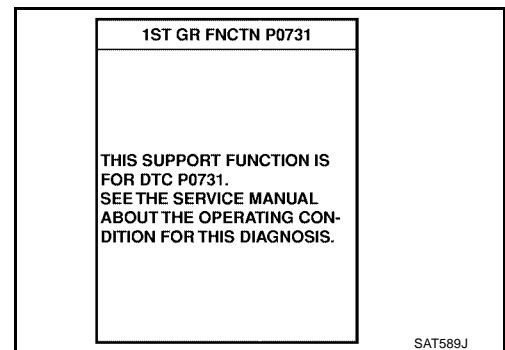 1ST GR FNCTN P0731
THIS SUPPORT FUNCTION IS
FOR DTC P0731.
SEE THE SERVICE MANUAL
ABOUT THE OPERATING CON-
DITION FOR THIS DIAGNOSIS.
SAT589J